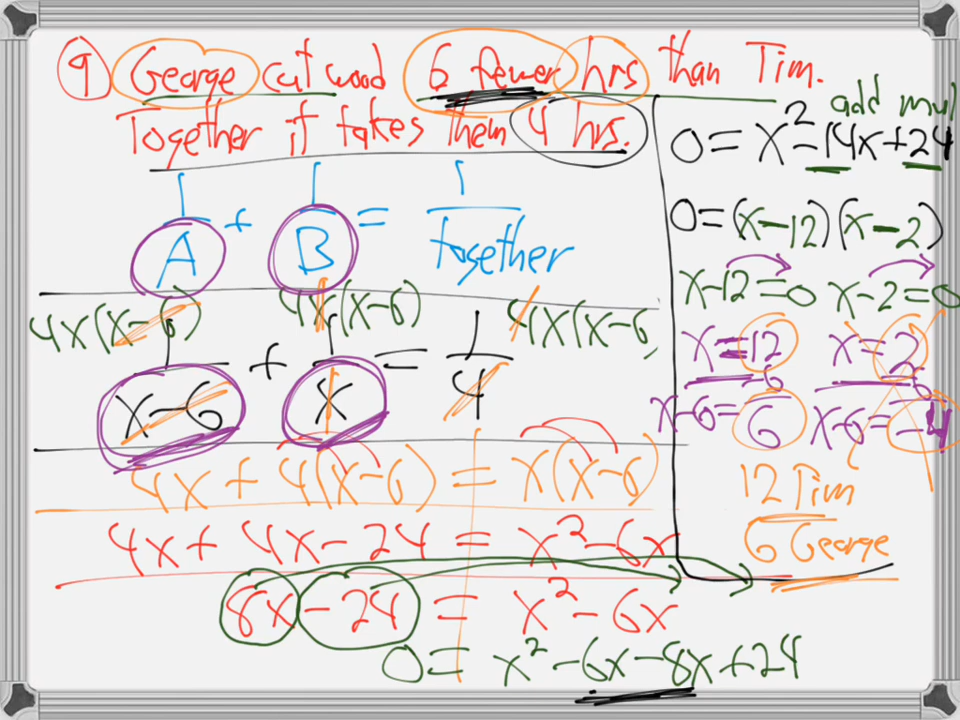 9 George cut wood 6 fewer hrs than Tim.
Together it takes them 4 hrs.
1/A + 1/B = 1/together
4x(x-6) 4x(x-6) 4x(x-6
1/(x-6) + 1/x = 1/4
4x + 4(x-6) = x(x-6)
4x + 4x - 24 = x² - 6x
8x - 24 = x² - 6x
0 = x² - 6x - 8x + 24
add mul
0 = x² - 14x + 24
0 = (x-12)(x-2)
x-12=0 x-2=0
x=12 x=2
-6 -6
x-6=6 x-6=-4
12 Tim
6 George